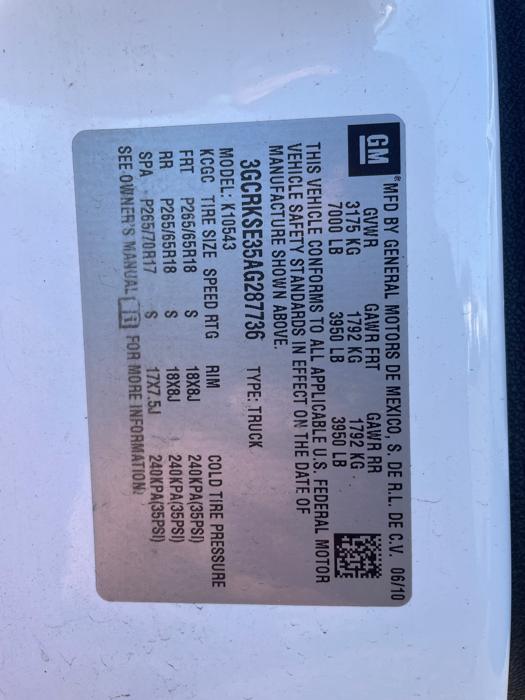 GM
® MFD BY GENERAL MOTORS DE MEXICO, S. DE R.L. DE C.V. 06/10
GVWR GAWR FRT GAWR RR
3175 KG 1792 KG 1792 KG
7000 LB 3950 LB 3950 LB
THIS VEHICLE CONFORMS TO ALL APPLICABLE U.S. FEDERAL MOTOR
VEHICLE SAFETY STANDARDS IN EFFECT ON THE DATE OF
MANUFACTURE SHOWN ABOVE.
3GCRKSE35AG287736 TYPE: TRUCK
MODEL: K10543
KCGC TIRE SIZE SPEED RTG RIM COLD TIRE PRESSURE
FRT P265/65R18 S 18X8J 240KPA(35PSI)
RR P265/65R18 S 18X8J 240KPA(35PSI)
SPA P265/70R17 S 17X7.5J 240KPA(35PSI)
SEE OWNER'S MANUAL i FOR MORE INFORMATION.